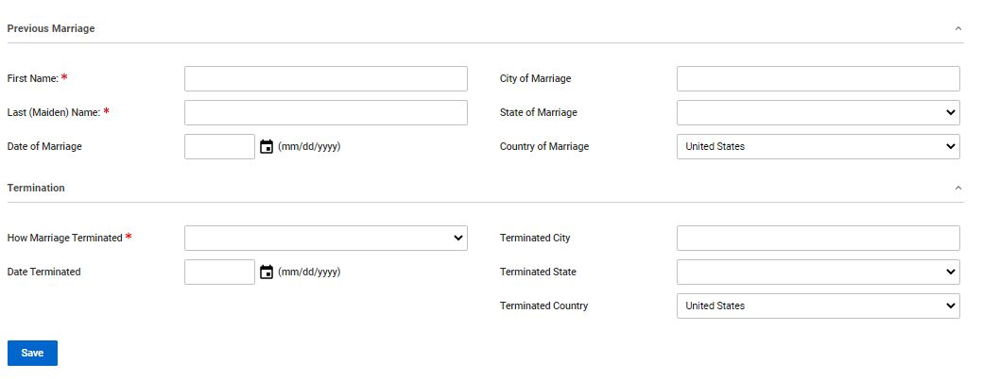 Previous Marriage
First Name: *
City of Marriage
Last (Maiden) Name: *
State of Marriage
Date of Marriage
(mm/dd/yyyy)
Country of Marriage
United States
Termination
How Marriage Terminated *
Terminated City
Date Terminated
(mm/dd/yyyy)
Terminated State
Terminated Country
United States
Save